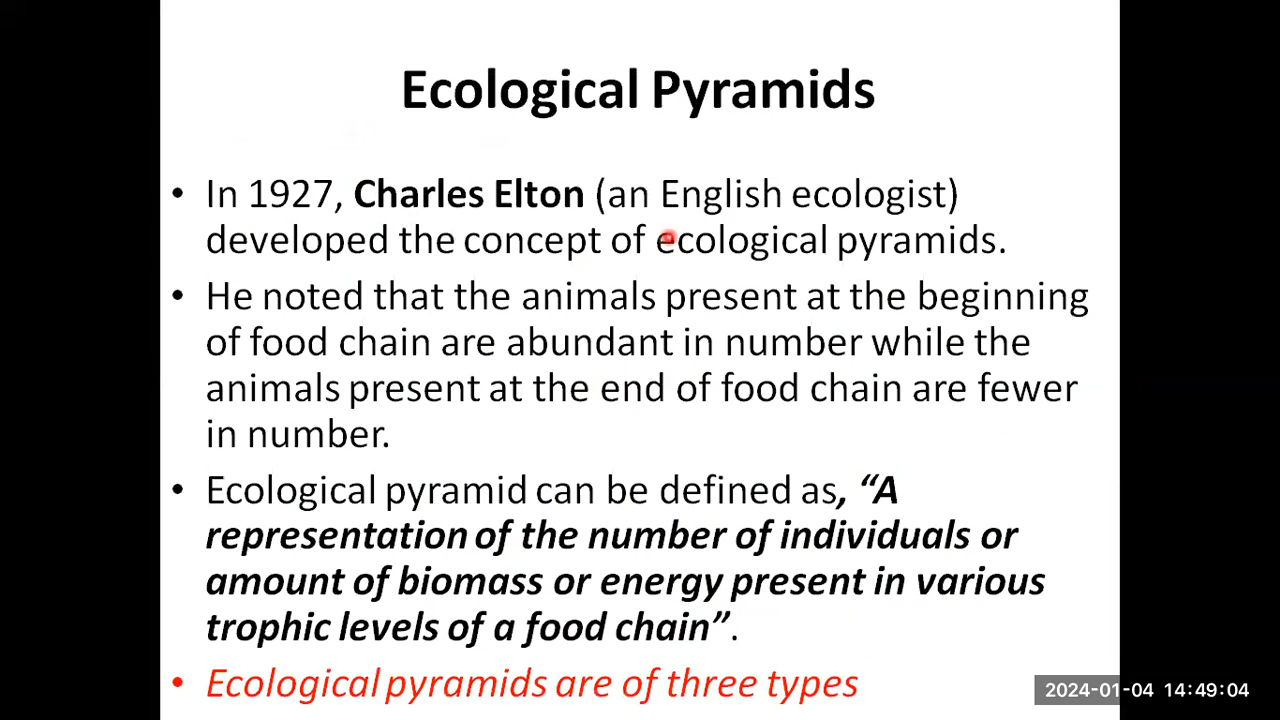 Ecological Pyramids
• In 1927, Charles Elton (an English ecologist)
developed the concept of ecological pyramids.
• He noted that the animals present at the beginning
of food chain are abundant in number while the
animals present at the end of food chain are fewer
in number.
• Ecological pyramid can be defined as, “A
representation of the number of individuals or
amount of biomass or energy present in various
trophic levels of a food chain”.
• Ecological pyramids are of three types
2024-01-04 14:49:04